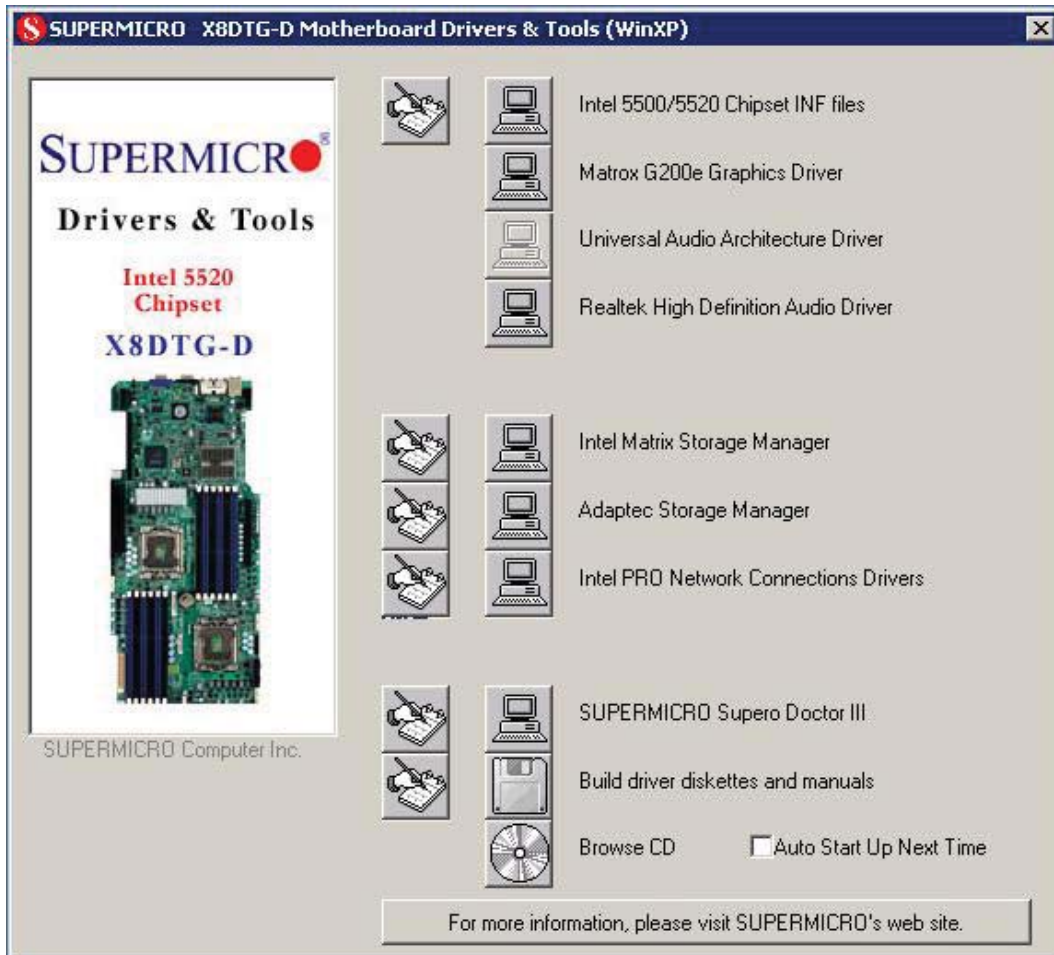 SUPERMICRO X8DTG-D Motherboard Drivers & Tools (WinXP)
SUPERMICRO®
Drivers & Tools
Intel 5520
Chipset
X8DTG-D
SUPERMICRO Computer Inc.
Intel 5500/5520 Chipset INF files
Matrox G200e Graphics Driver
Universal Audio Architecture Driver
Realtek High Definition Audio Driver
Intel Matrix Storage Manager
Adaptec Storage Manager
Intel PRO Network Connections Drivers
SUPERMICRO Supero Doctor III
Build driver diskettes and manuals
Browse CD
Auto Start Up Next Time
For more information, please visit SUPERMICRO's web site.